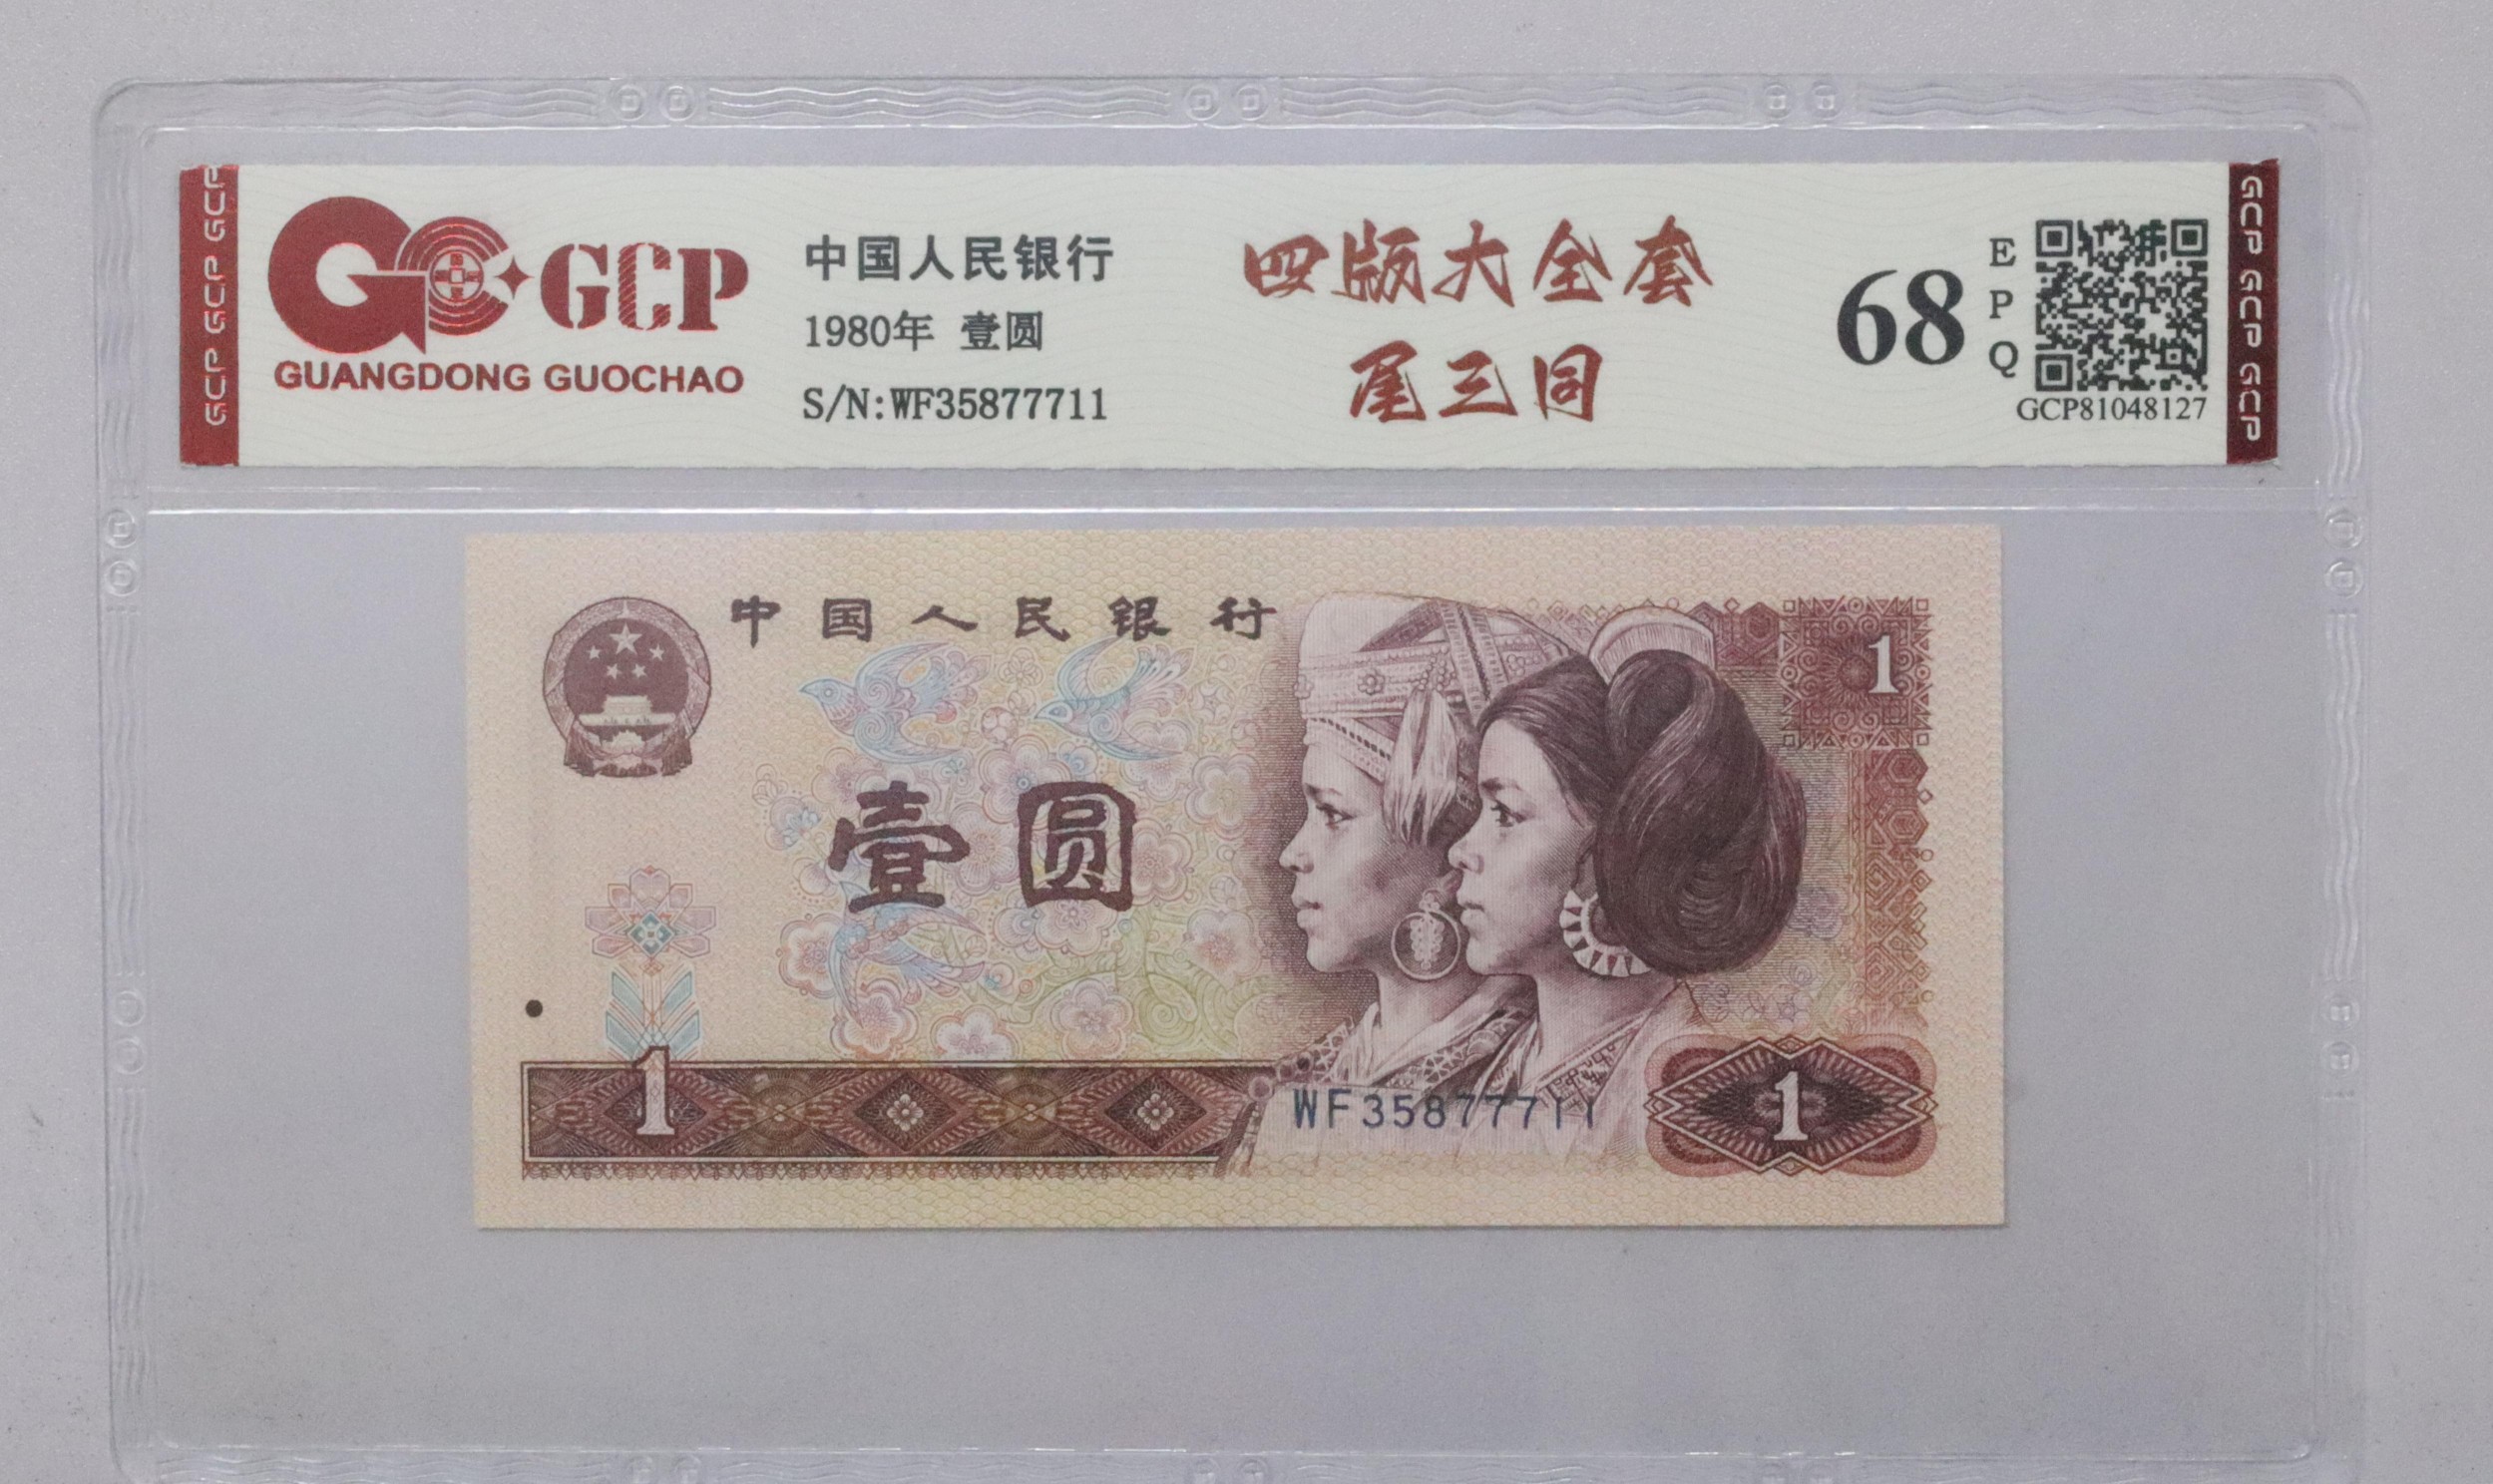 GCP GCP GCP
GCP
GUANGDONG GUOCHAO
中国人民银行
1980年 壹圆
S/N:WF35877711
四版大全套
尾三同
68
EPQ
GCP81048127
GCP GCP GCP
中国人民银行
1
壹圆
1
WF35877711
1